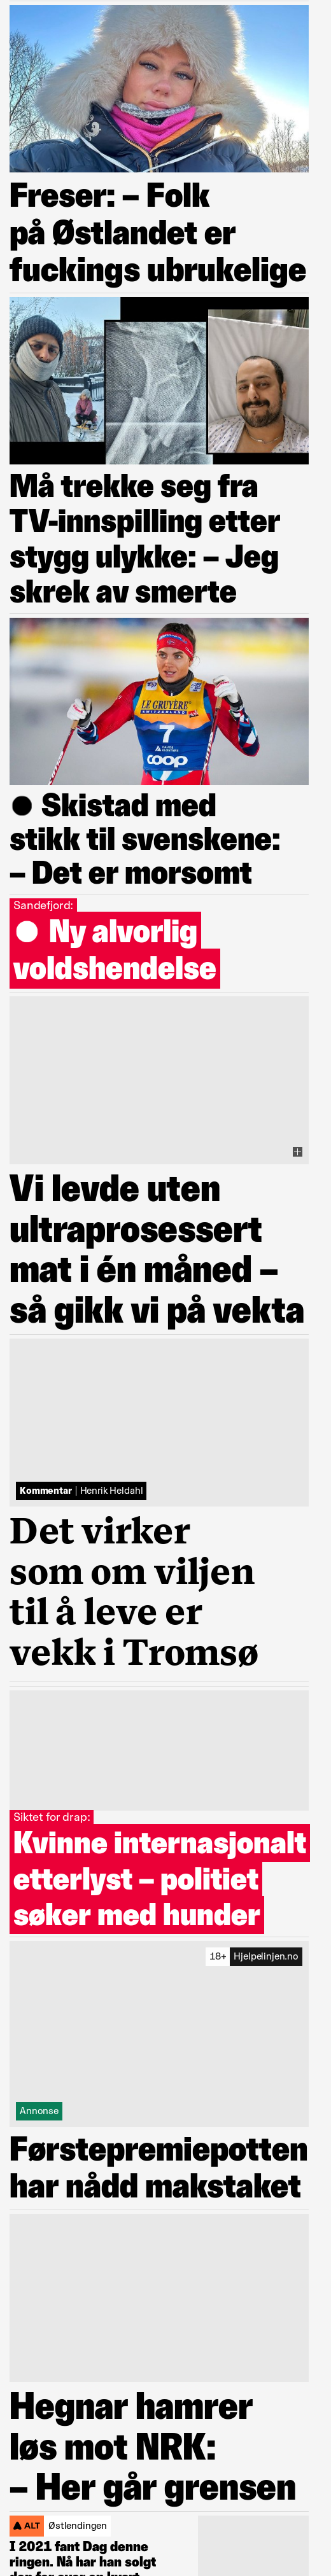 Freser: – Folk
på Østlandet er
fuckings ubrukelige
Må trekke seg fra
TV-innspilling etter
stygg ulykke: – Jeg
skrek av smerte
LE GRUYÈRE
SWITZERLAND
7
coop
● Skistad med
stikk til svenskene:
– Det er morsomt
Sandefjord:
● Ny alvorlig
voldshendelse
Vi levde uten
ultraprosessert
mat i én måned –
så gikk vi på vekta
Kommentar | Henrik Heldahl
Det virker
som om viljen
til å leve er
vekk i Tromsø
Siktet for drap:
Kvinne internasjonalt
etterlyst – politiet
søker med hunder
18+ Hjelpelinjen.no
Annonse
Førstepremiepotten
har nådd makstaket
Hegnar hamrer
løs mot NRK:
– Her går grensen
ALT Østlendingen
I 2021 fant Dag denne
ringen. Nå har han solgt